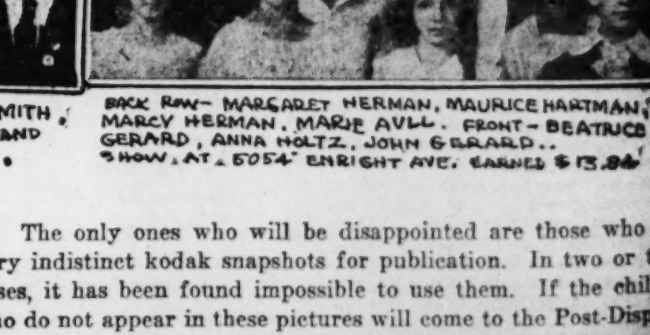 MITH.
AND
BACK ROW- MARGARET HERMAN, MAURICE HARTMAN,
MARCY HERMAN, MARIE AULL. FRONT- BEATRICE
GERARD, ANNA HOLTZ, JOHN GERARD..
SHOW. AT. 5054 ENRIGHT AVE. EARNED $13.84
The only ones who will be disappointed are those who
ry indistinct kodak snapshots for publication. In two or t
ses, it has been found impossible to use them. If the chil
o do not appear in these pictures will come to the Post-Disp